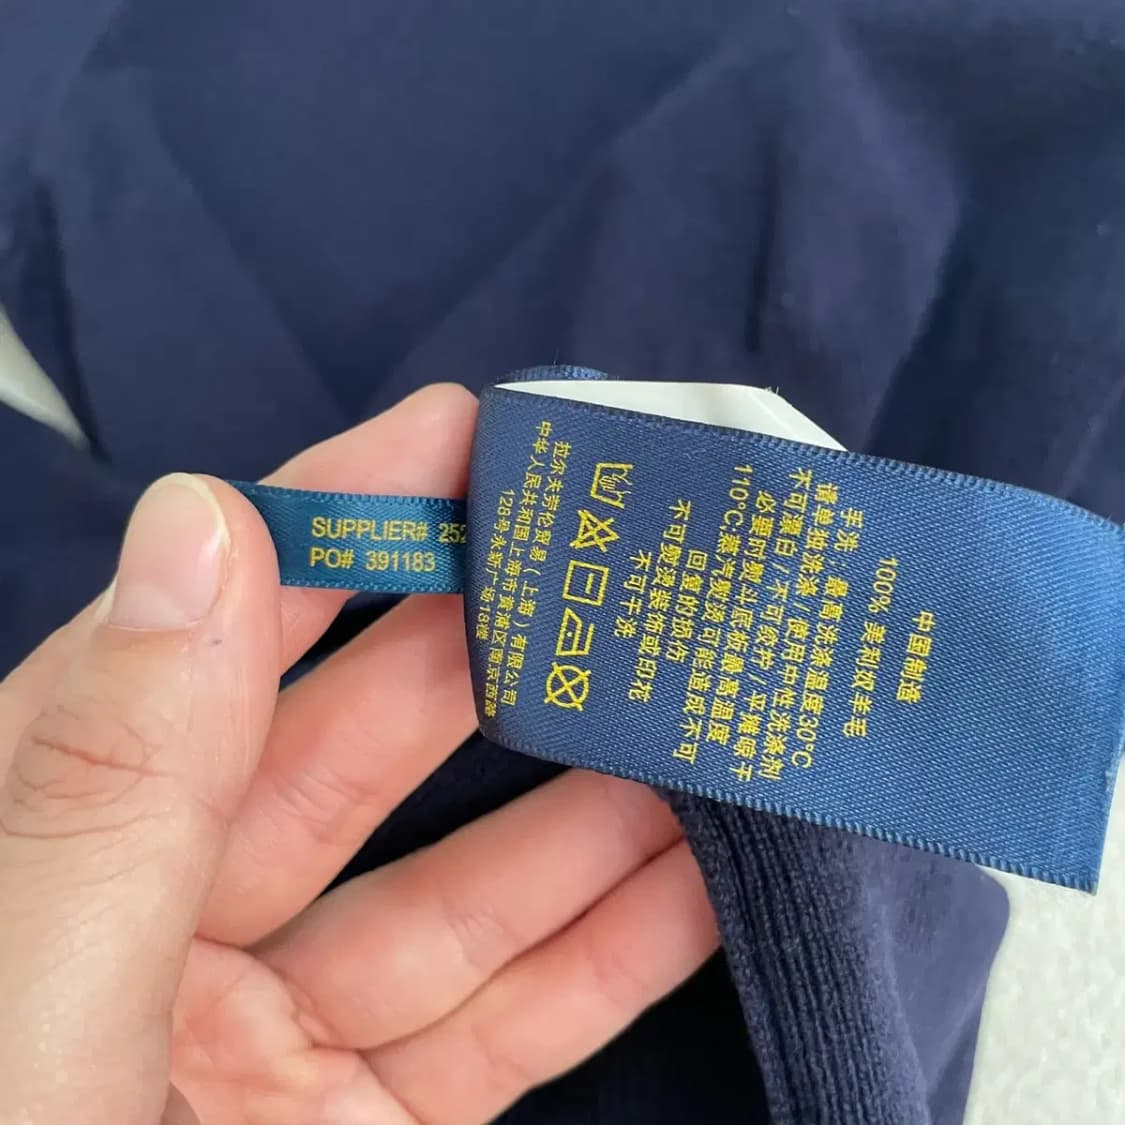 SUPPLIER# 252
PO# 391183
中国制造
100% 美利奴羊毛
手洗，最高洗涤温度30°C
请单独洗涤/使用中性洗涤剂
不可漂白/不可绞拧/平摊晾干
必要时熨斗底板最高温度
110°C,蒸汽熨烫可能造成不可
回复的损伤
不可熨烫装饰或印花
不可干洗
拉尔夫劳伦贸易（上海）有限公司
中华人民共和国上海市黄浦区南京西路
128号永新广场18楼